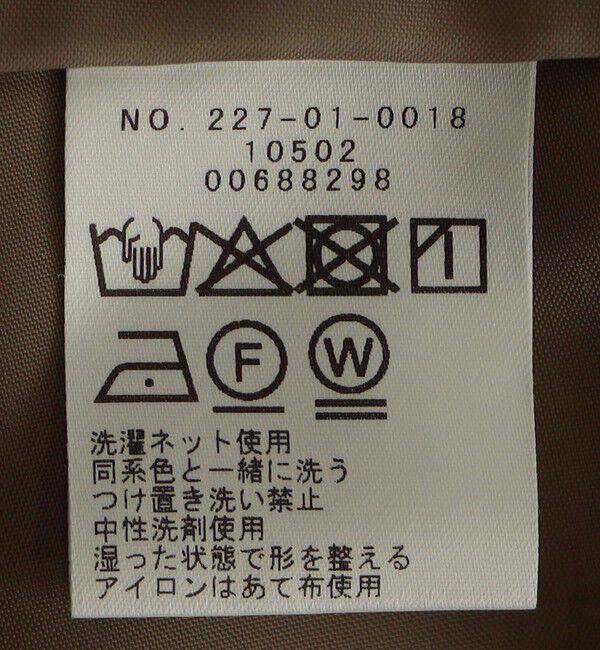 NO. 227-01-0018
10502
00688298
F W
洗濯ネット使用
同系色と一緒に洗う
つけ置き洗い禁止
中性洗剤使用
湿った状態で形を整える
アイロンはあて布使用